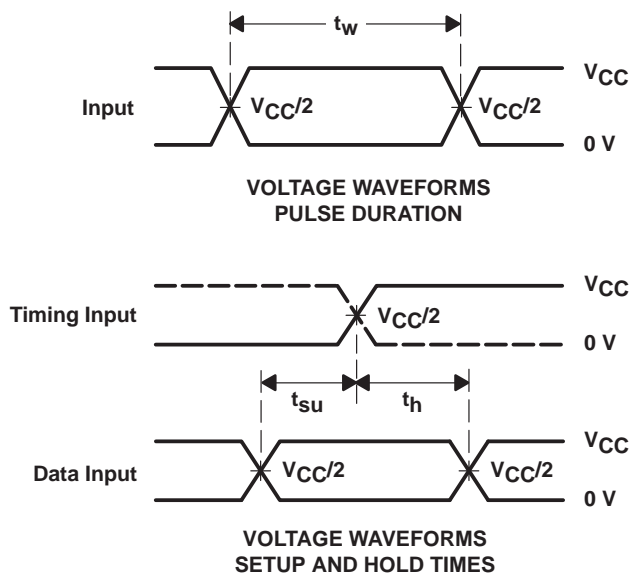 tw
VCC
Input VCC/2 VCC/2
0 V
VOLTAGE WAVEFORMS
PULSE DURATION
VCC
Timing Input VCC/2
0 V
tsu th
VCC
Data Input VCC/2 VCC/2
0 V
VOLTAGE WAVEFORMS
SETUP AND HOLD TIMES